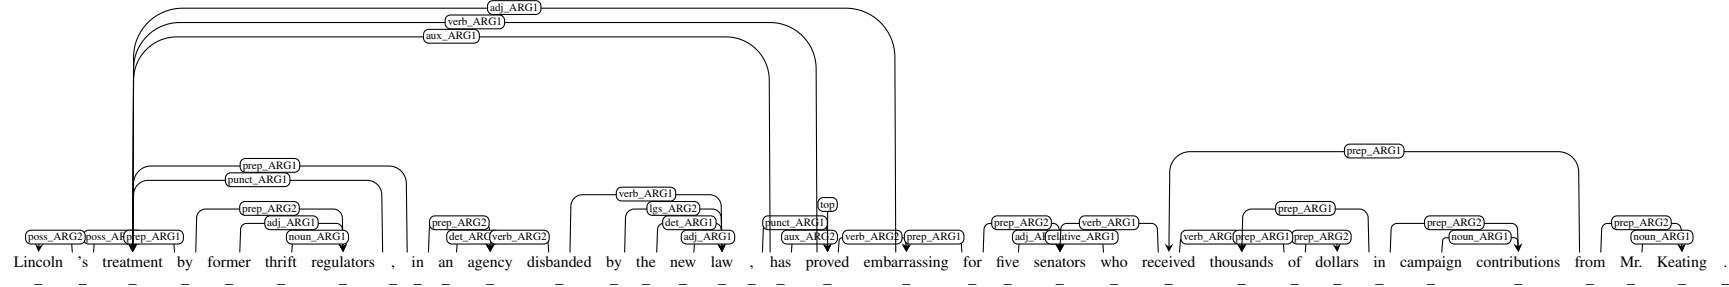 adj_ARG1
verb_ARG1
aux_ARG1
prep_ARG1
prep_ARG1
punct_ARG1
verb_ARG1
top
prep_ARG2 lgs_ARG2 prep_ARG1
adj_ARG1 prep_ARG2 det_ARG1 punct_ARG1 prep_ARG2 verb_ARG1 prep_ARG2 prep_ARG2
poss_ARG2 prep_ARG1 noun_ARG1 verb_ARG2 adj_ARG1 aux_ARG2 verb_ARG2 prep_ARG1 relative_ARG1 prep_ARG1 prep_ARG2 noun_ARG1 noun_ARG1
Lincoln 's treatment by former thrift regulators , in an agency disbanded by the new law , has proved embarrassing for five senators who received thousands of dollars in campaign contributions from Mr. Keating .